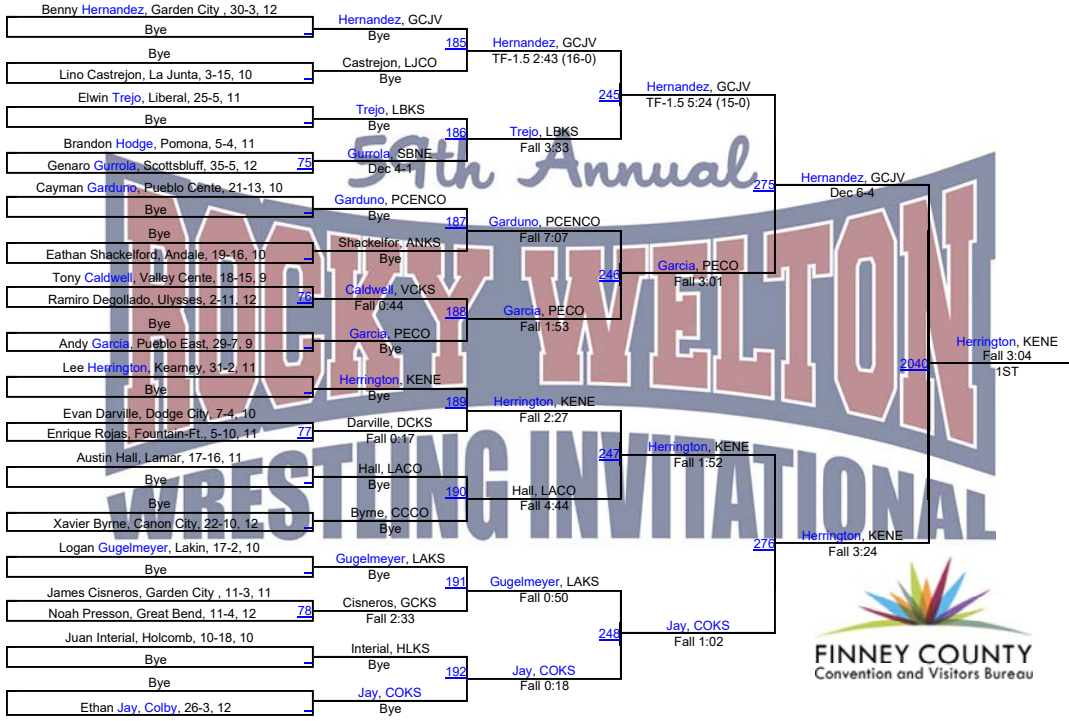 Benny Hernandez, Garden City , 30-3, 12
Bye
Bye
Lino Castrejon, La Junta, 3-15, 10
Elwin Trejo, Liberal, 25-5, 11
Bye
Brandon Hodge, Pomona, 5-4, 11
Genaro Gurrola, Scottsbluff, 35-5, 12
75
Cayman Garduno, Pueblo Cente, 21-13, 10
Bye
Bye
Eathan Shackelford, Andale, 19-16, 10
Tony Caldwell, Valley Cente, 18-15, 9
Ramiro Degollado, Ulysses, 2-11, 12
76
Bye
Andy Garcia, Pueblo East, 29-7, 9
Lee Herrington, Kearney, 31-2, 11
Bye
Evan Darville, Dodge City, 7-4, 10
Enrique Rojas, Fountain-Ft., 5-10, 11
77
Austin Hall, Lamar, 17-16, 11
Bye
Bye
Xavier Byrne, Canon City, 22-10, 12
Logan Gugelmeyer, Lakin, 17-2, 10
Bye
James Cisneros, Garden City , 11-3, 11
Noah Presson, Great Bend, 11-4, 12
78
Juan Interial, Holcomb, 10-18, 10
Bye
Bye
Ethan Jay, Colby, 26-3, 12
Hernandez, GCJV
Bye
185
Castrejon, LJCO
Bye
Trejo, LBKS
Bye
186
Gurrola, SBNE
Dec 4-1
Garduno, PCENCO
Bye
187
Shackelfor, ANKS
Bye
Caldwell, VCKS
Fall 0:44
188
Garcia, PECO
Bye
Herrington, KENE
Bye
189
Darville, DCKS
Fall 0:17
Hall, LACO
Bye
190
Byrne, CCCO
Bye
Gugelmeyer, LAKS
Bye
191
Cisneros, GCKS
Fall 2:33
Interial, HLKS
Bye
192
Jay, COKS
Bye
Hernandez, GCJV
TF-1.5 2:43 (16-0)
245
Trejo, LBKS
Fall 3:33
Garduno, PCENCO
Fall 7:07
246
Garcia, PECO
Fall 1:53
Herrington, KENE
Fall 2:27
247
Hall, LACO
Fall 4:44
Gugelmeyer, LAKS
Fall 0:50
248
Jay, COKS
Fall 0:18
Hernandez, GCJV
TF-1.5 5:24 (15-0)
275
Garcia, PECO
Fall 3:01
Herrington, KENE
Fall 1:52
276
Jay, COKS
Fall 1:02
Hernandez, GCJV
Dec 6-4
2040
Herrington, KENE
Fall 3:24
Herrington, KENE
Fall 3:04
1ST
59th Annual
ROCKY WELTON
WRESTLING INVITATIONAL
FINNEY COUNTY
Convention and Visitors Bureau